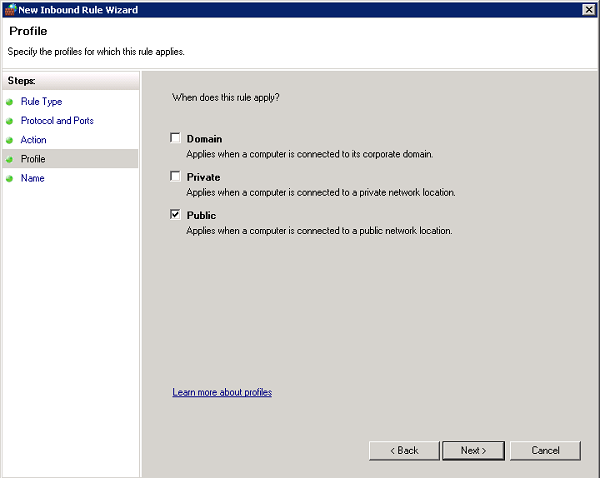 New Inbound Rule Wizard
Profile
Specify the profiles for which this rule applies.
Steps:
Rule Type
Protocol and Ports
Action
Profile
Name
When does this rule apply?
Domain
Applies when a computer is connected to its corporate domain.
Private
Applies when a computer is connected to a private network location.
Public
Applies when a computer is connected to a public network location.
Learn more about profiles
< Back
Next >
Cancel